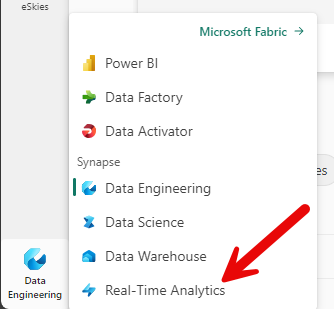 eSkies
Microsoft Fabric
Power BI
Data Factory
Data Activator
Synapse
Data Engineering
Data Science
es
Data Warehouse
Real-Time Analytics
Data
Engineering